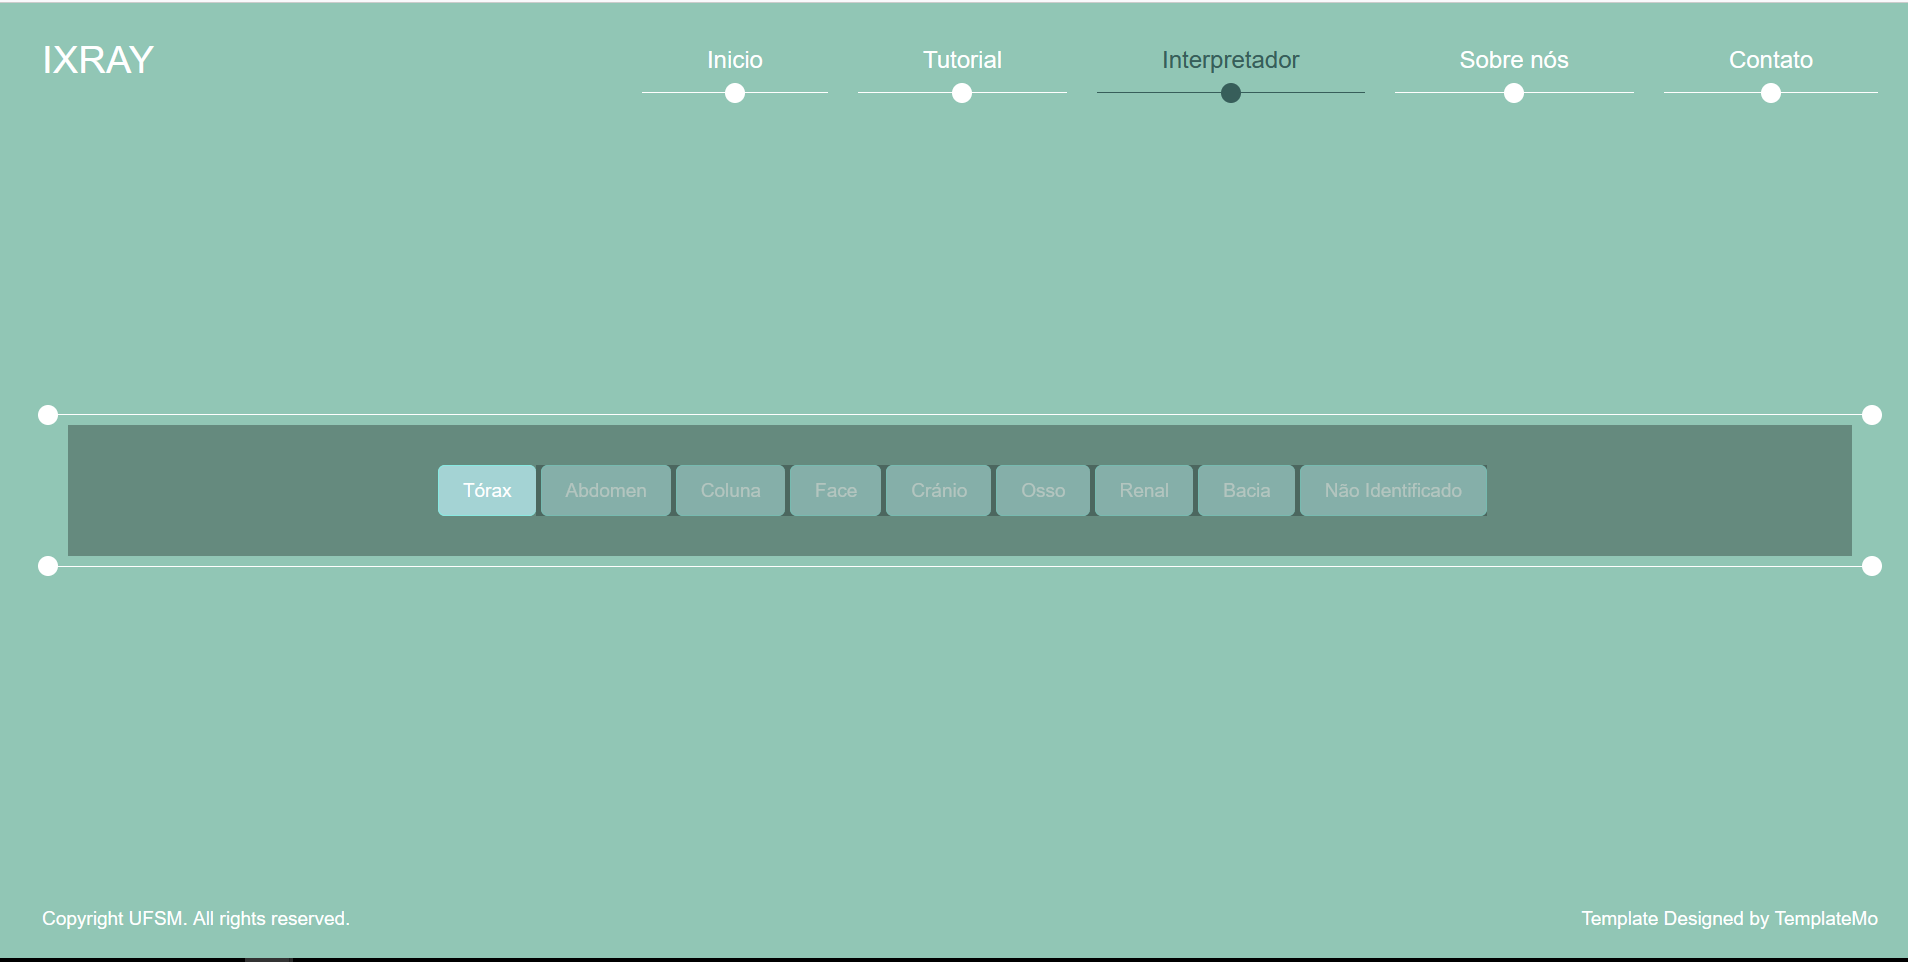 IXRAY
Inicio Tutorial Interpretador Sobre nós Contato
Tórax Abdomen Coluna Face Cránio Osso Renal Bacia Não Identificado
Copyright UFSM. All rights reserved.
Template Designed by TemplateMo